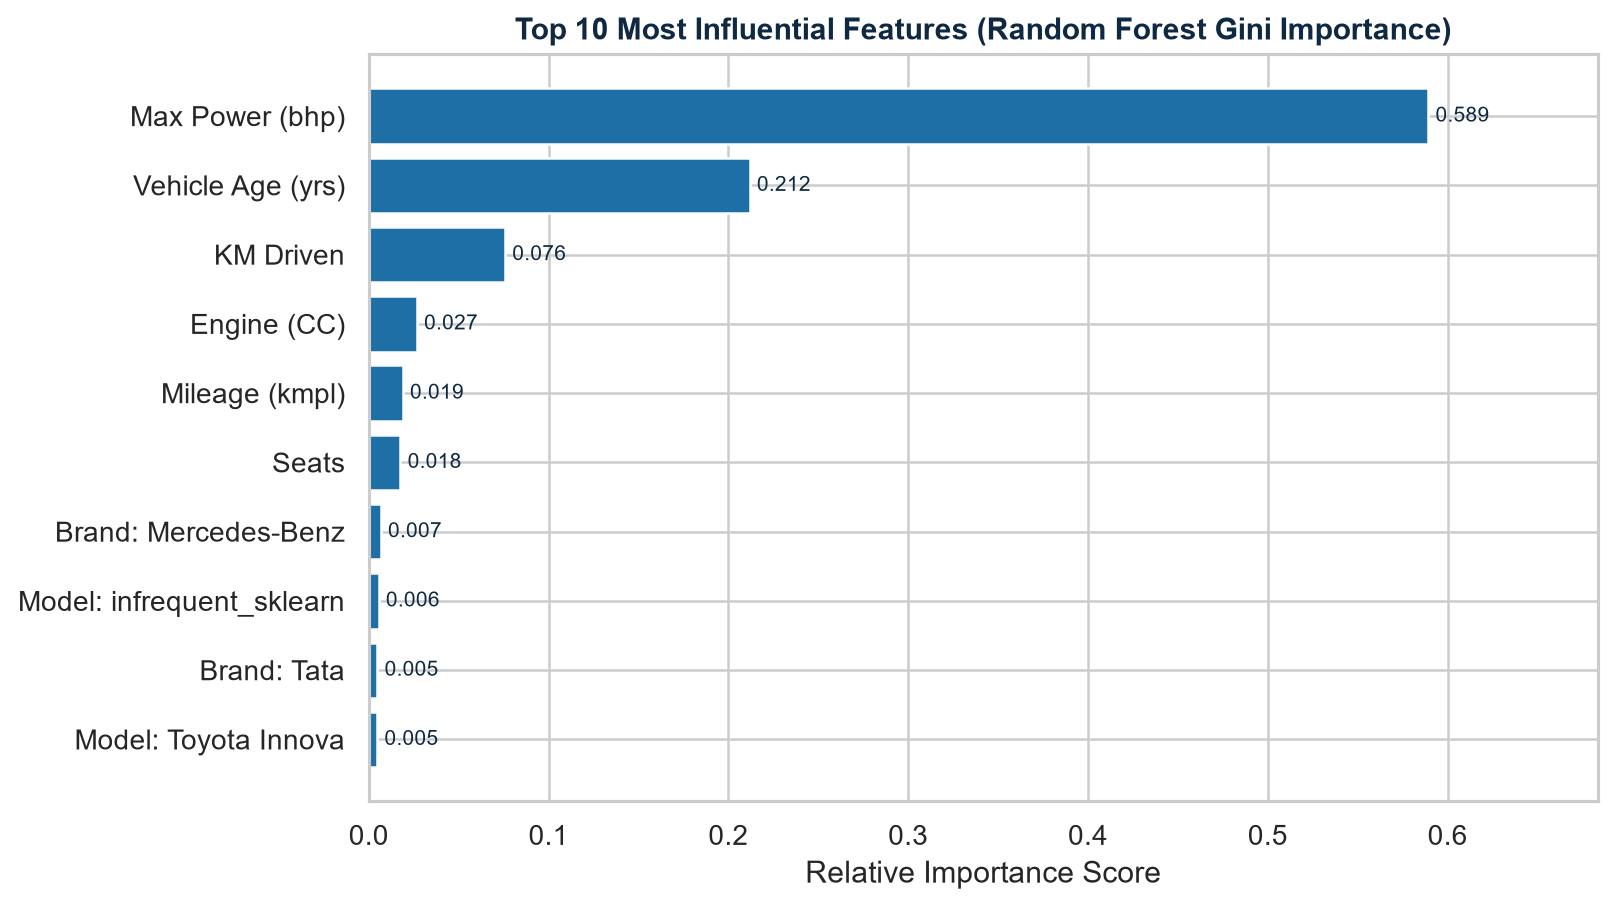 Top 10 Most Influential Features (Random Forest Gini Importance)
Max Power (bhp) 0.589
Vehicle Age (yrs) 0.212
KM Driven 0.076
Engine (CC) 0.027
Mileage (kmpl) 0.019
Seats 0.018
Brand: Mercedes-Benz 0.007
Model: infrequent_sklearn 0.006
Brand: Tata 0.005
Model: Toyota Innova 0.005
0.0 0.1 0.2 0.3 0.4 0.5 0.6
Relative Importance Score